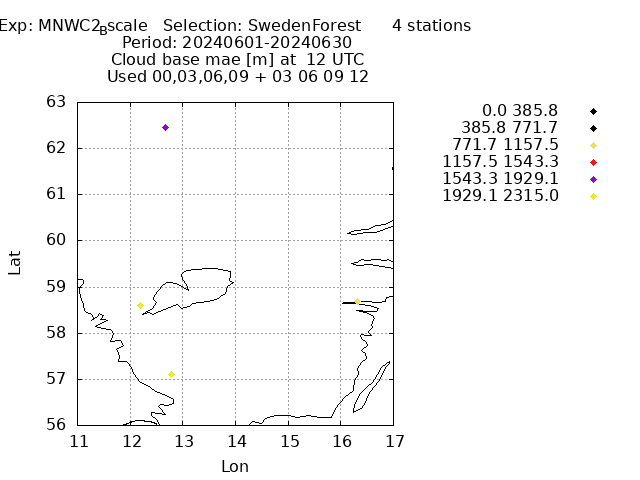 Exp: MNWC2Bscale   Selection: SwedenForest      4 stations
Period: 20240601-20240630
Cloud base mae [m] at  12 UTC
Used 00,03,06,09 + 03 06 09 12
0.0 385.8
385.8 771.7
771.7 1157.5
1157.5 1543.3
1543.3 1929.1
1929.1 2315.0
63
62
61
60
59
58
57
56
Lat
11 12 13 14 15 16 17
Lon